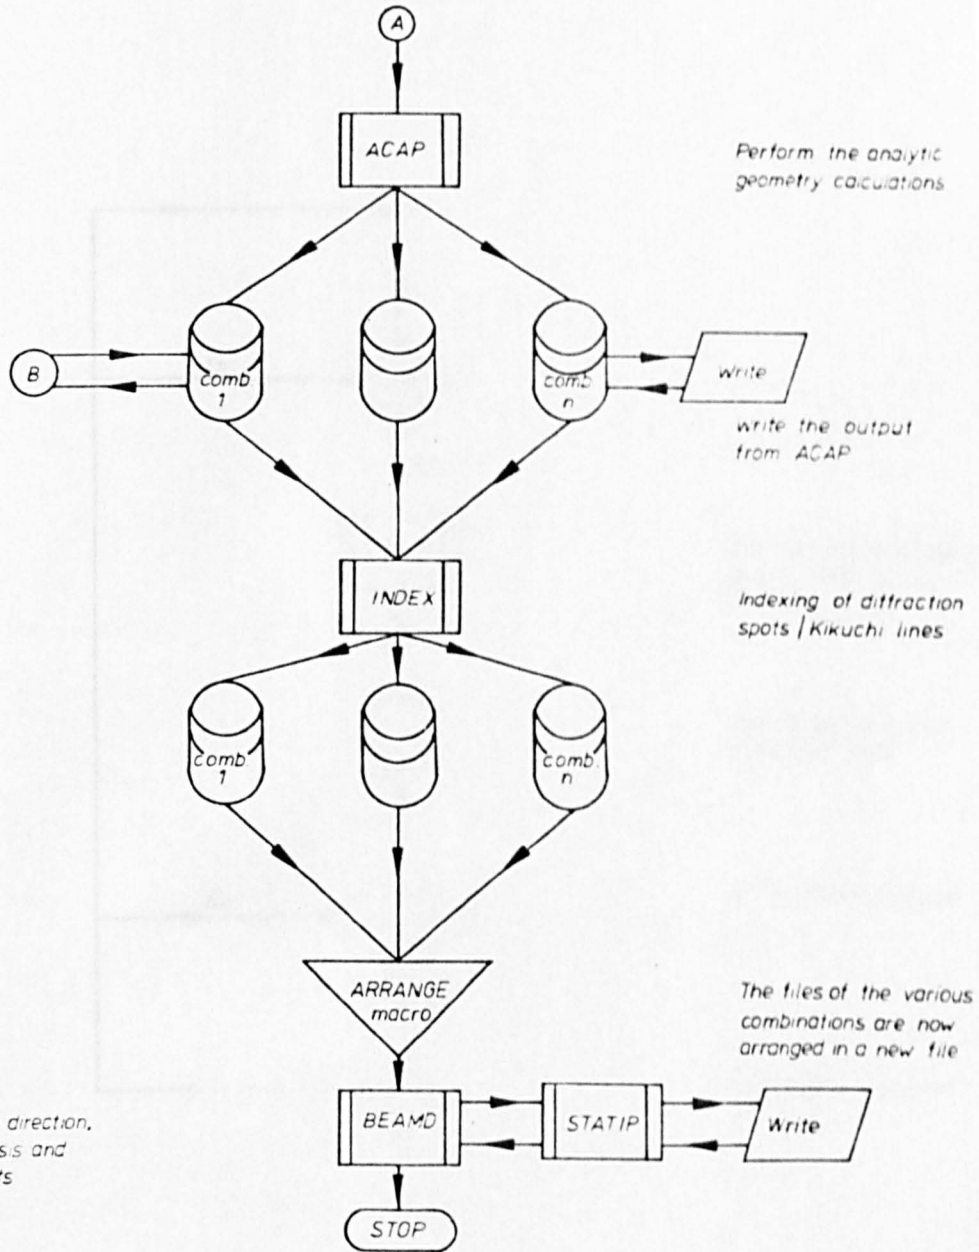 A
ACAP
Perform the analytic
geometry calculations
B
comb.
1
comb
n
Write
write the output
from ACAP
INDEX
Indexing of diffraction
spots / Kikuchi lines
comb.
1
comb.
n
ARRANGE
macro
The files of the various
combinations are now
arranged in a new file
BEAMD
STATIP
Write
direction,
and
STOP